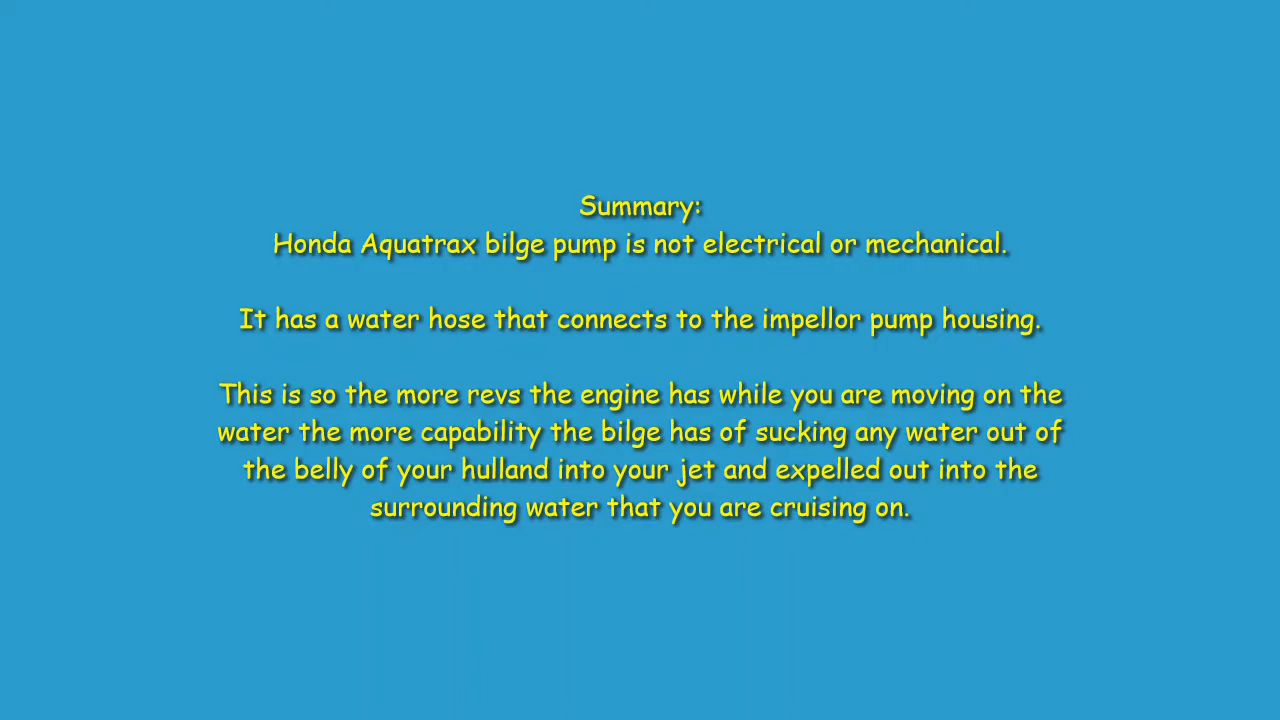 Summary:
Honda Aquatrax bilge pump is not electrical or mechanical.
It has a water hose that connects to the impellor pump housing.
This is so the more revs the engine has while you are moving on the
water the more capability the bilge has of sucking any water out of
the belly of your hulland into your jet and expelled out into the
surrounding water that you are cruising on.